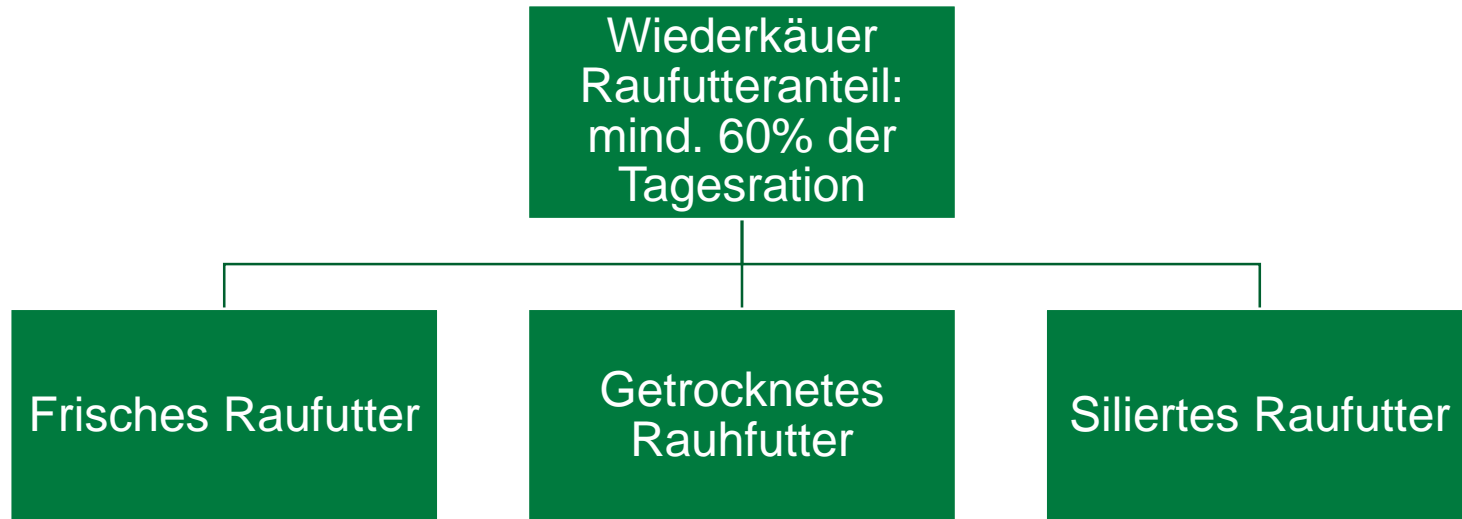 Wiederkäuer
Raufutteranteil:
mind. 60% der
Tagesration
Frisches Raufutter
Getrocknetes
Rauhfutter
Siliertes Raufutter